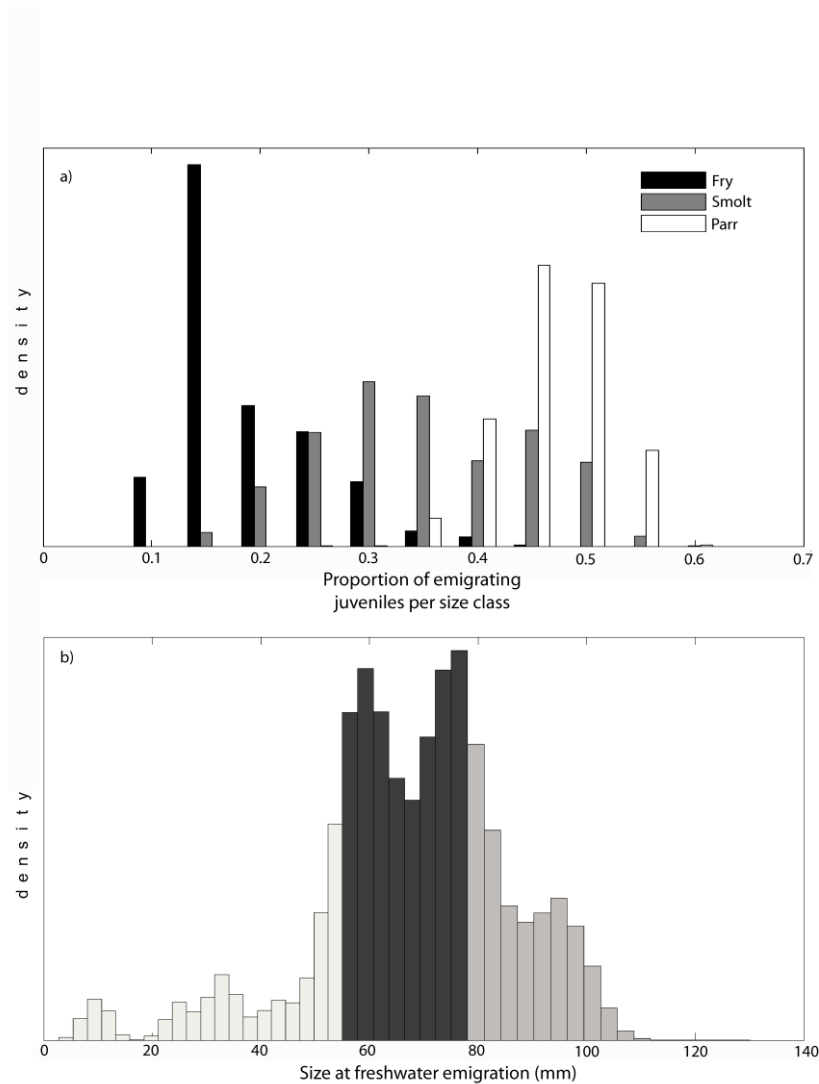 a)
Fry
Smolt
Parr
density
0 0.1 0.2 0.3 0.4 0.5 0.6 0.7
Proportion of emigrating
juveniles per size class
b)
density
0 20 40 60 80 100 120 140
Size at freshwater emigration (mm)